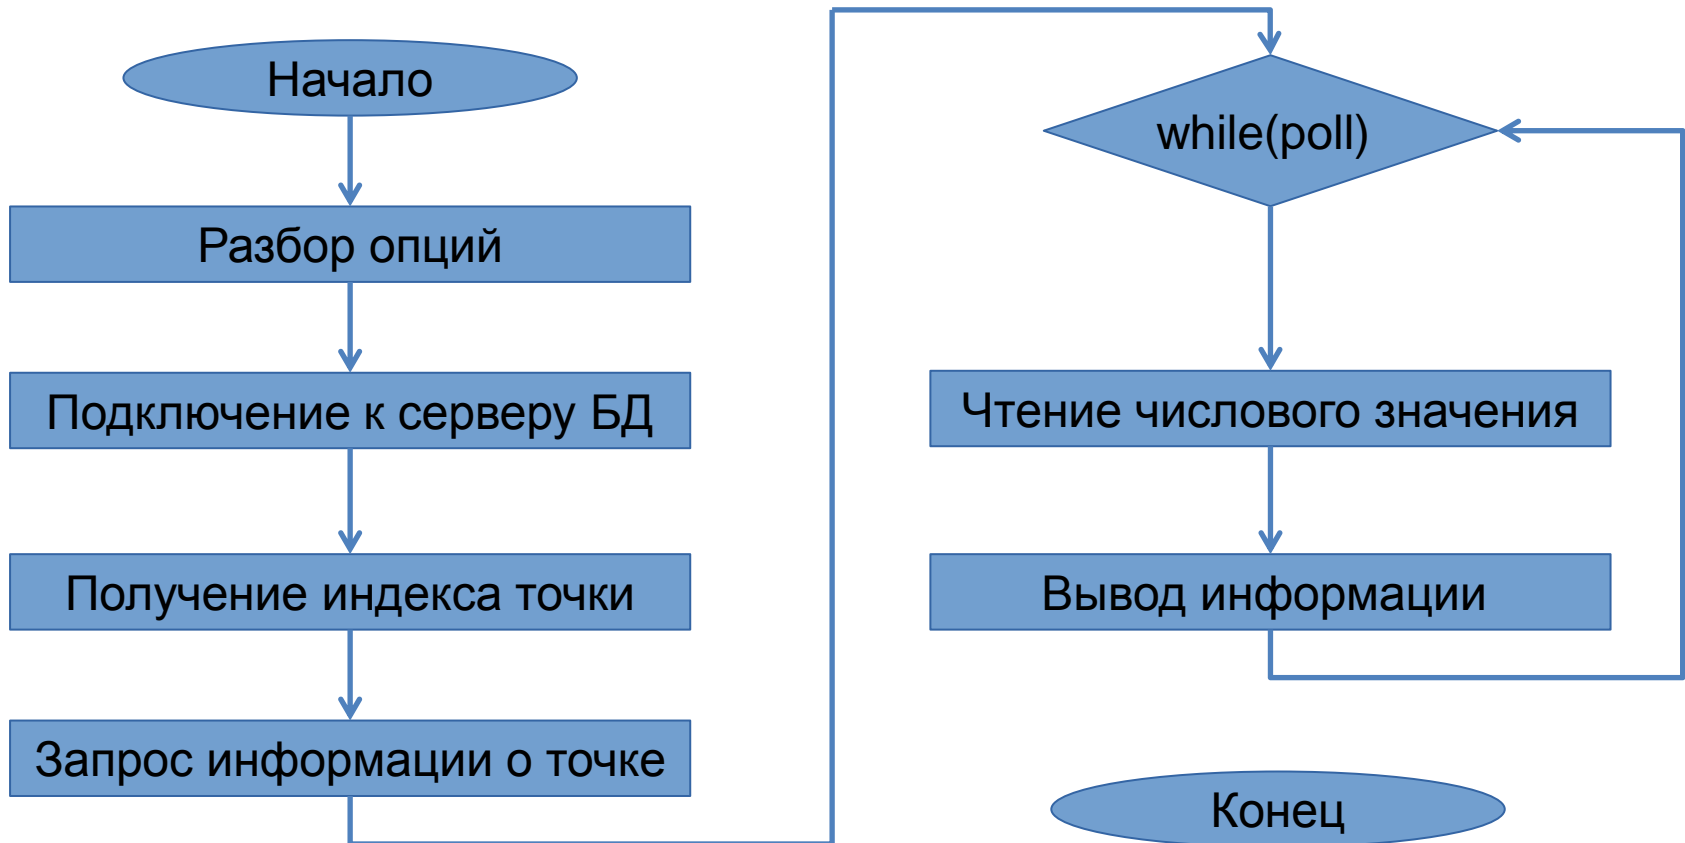 Начало
Разбор опций
Подключение к серверу БД
Получение индекса точки
Запрос информации о точке
while(poll)
Чтение числового значения
Вывод информации
Конец